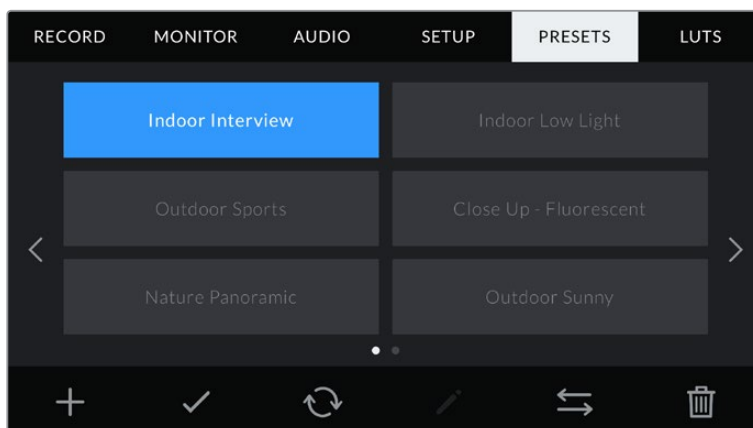 RECORD MONITOR AUDIO SETUP PRESETS LUTS
Indoor Interview Indoor Low Light
Outdoor Sports Close Up - Fluorescent
Nature Panoramic Outdoor Sunny